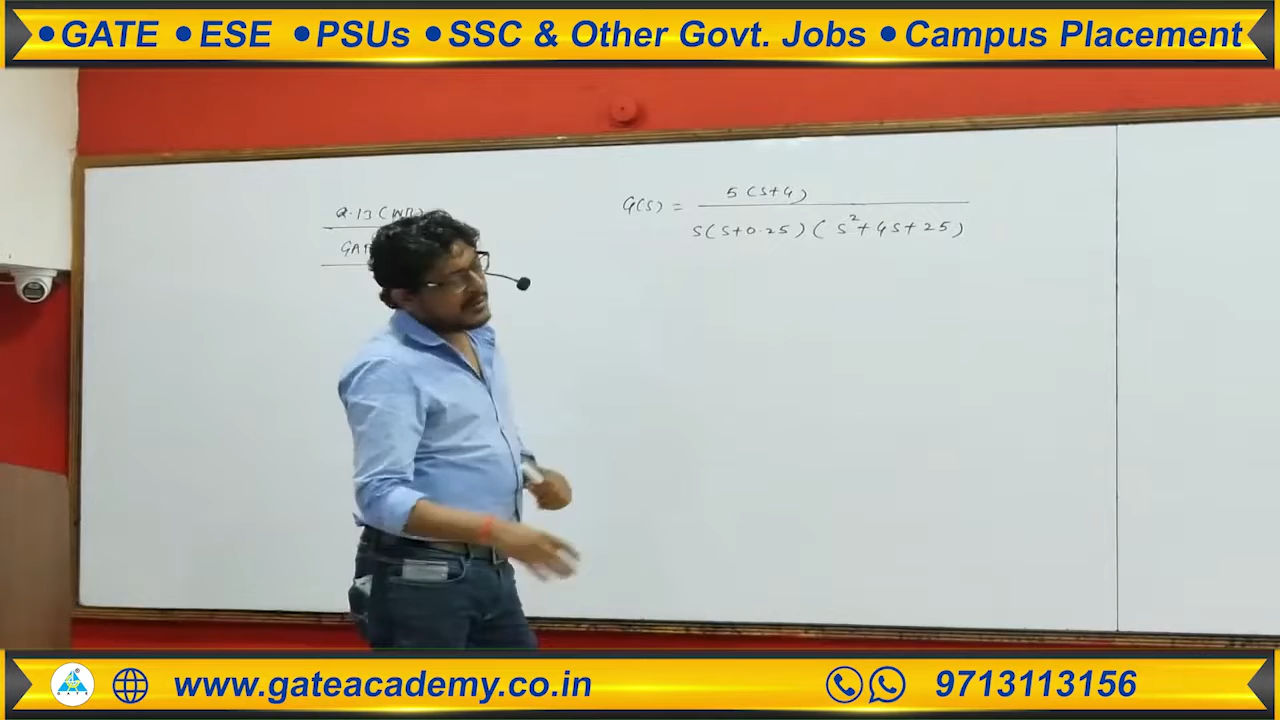 •GATE •ESE •PSUs •SSC & Other Govt. Jobs •Campus Placement
Q.13 (WB)
G(s) = 5(s+4)
s(s+0.25)(s²+4s+25)
GATE
www.gateacademy.co.in
9713113156